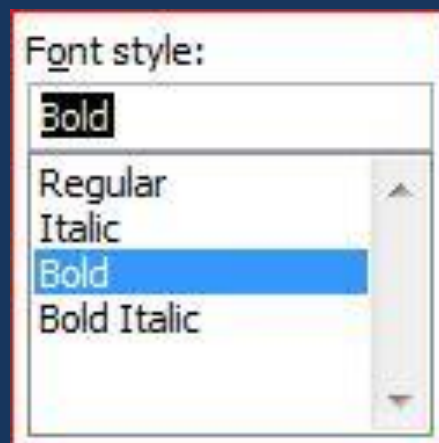 Font style:
Bold
Regular
Italic
Bold
Bold Italic